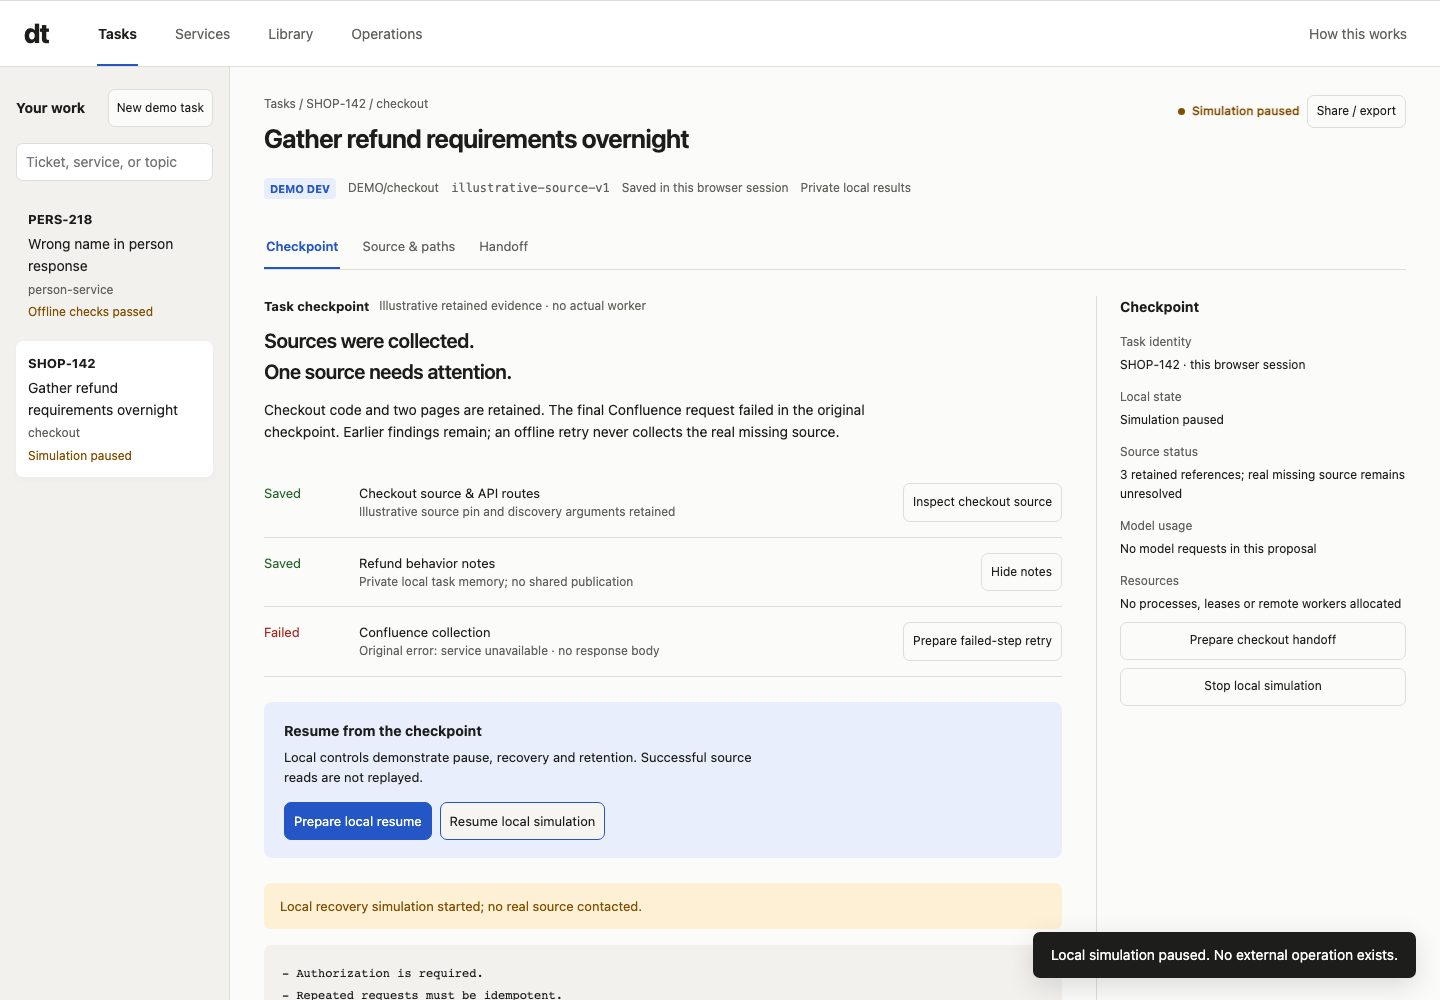 dt
Tasks
Services
Library
Operations
How this works
Your work
New demo task
Ticket, service, or topic
PERS-218
Wrong name in person
response
person-service
Offline checks passed
SHOP-142
Gather refund
requirements overnight
checkout
Simulation paused
Tasks / SHOP-142 / checkout
Gather refund requirements overnight
Simulation paused
Share / export
DEMO DEV
DEMO/checkout
illustrative-source-v1
Saved in this browser session
Private local results
Checkpoint
Source & paths
Handoff
Task checkpoint
Illustrative retained evidence · no actual worker
Sources were collected.
One source needs attention.
Checkout code and two pages are retained. The final Confluence request failed in the original
checkpoint. Earlier findings remain; an offline retry never collects the real missing source.
Saved
Checkout source & API routes
Illustrative source pin and discovery arguments retained
Inspect checkout source
Saved
Refund behavior notes
Private local task memory; no shared publication
Hide notes
Failed
Confluence collection
Original error: service unavailable · no response body
Prepare failed-step retry
Resume from the checkpoint
Local controls demonstrate pause, recovery and retention. Successful source
reads are not replayed.
Prepare local resume
Resume local simulation
Local recovery simulation started; no real source contacted.
- Authorization is required.
- Repeated requests must be idempotent.
Checkpoint
Task identity
SHOP-142 · this browser session
Local state
Simulation paused
Source status
3 retained references; real missing source remains
unresolved
Model usage
No model requests in this proposal
Resources
No processes, leases or remote workers allocated
Prepare checkout handoff
Stop local simulation
Local simulation paused. No external operation exists.